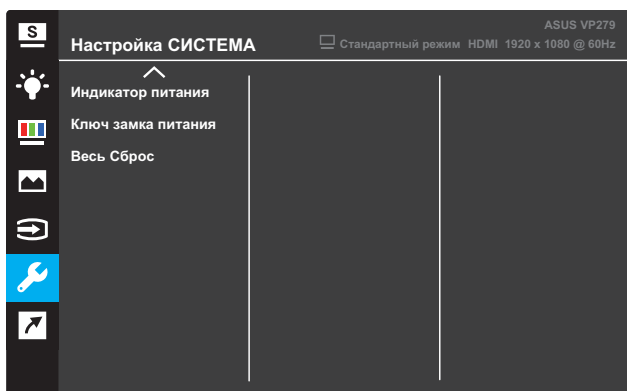 S
ASUS VP279
Настройка СИСТЕМА
Стандартный режим HDMI 1920 x 1080 @ 60Hz
Индикатор питания
Ключ замка питания
Весь Сброс